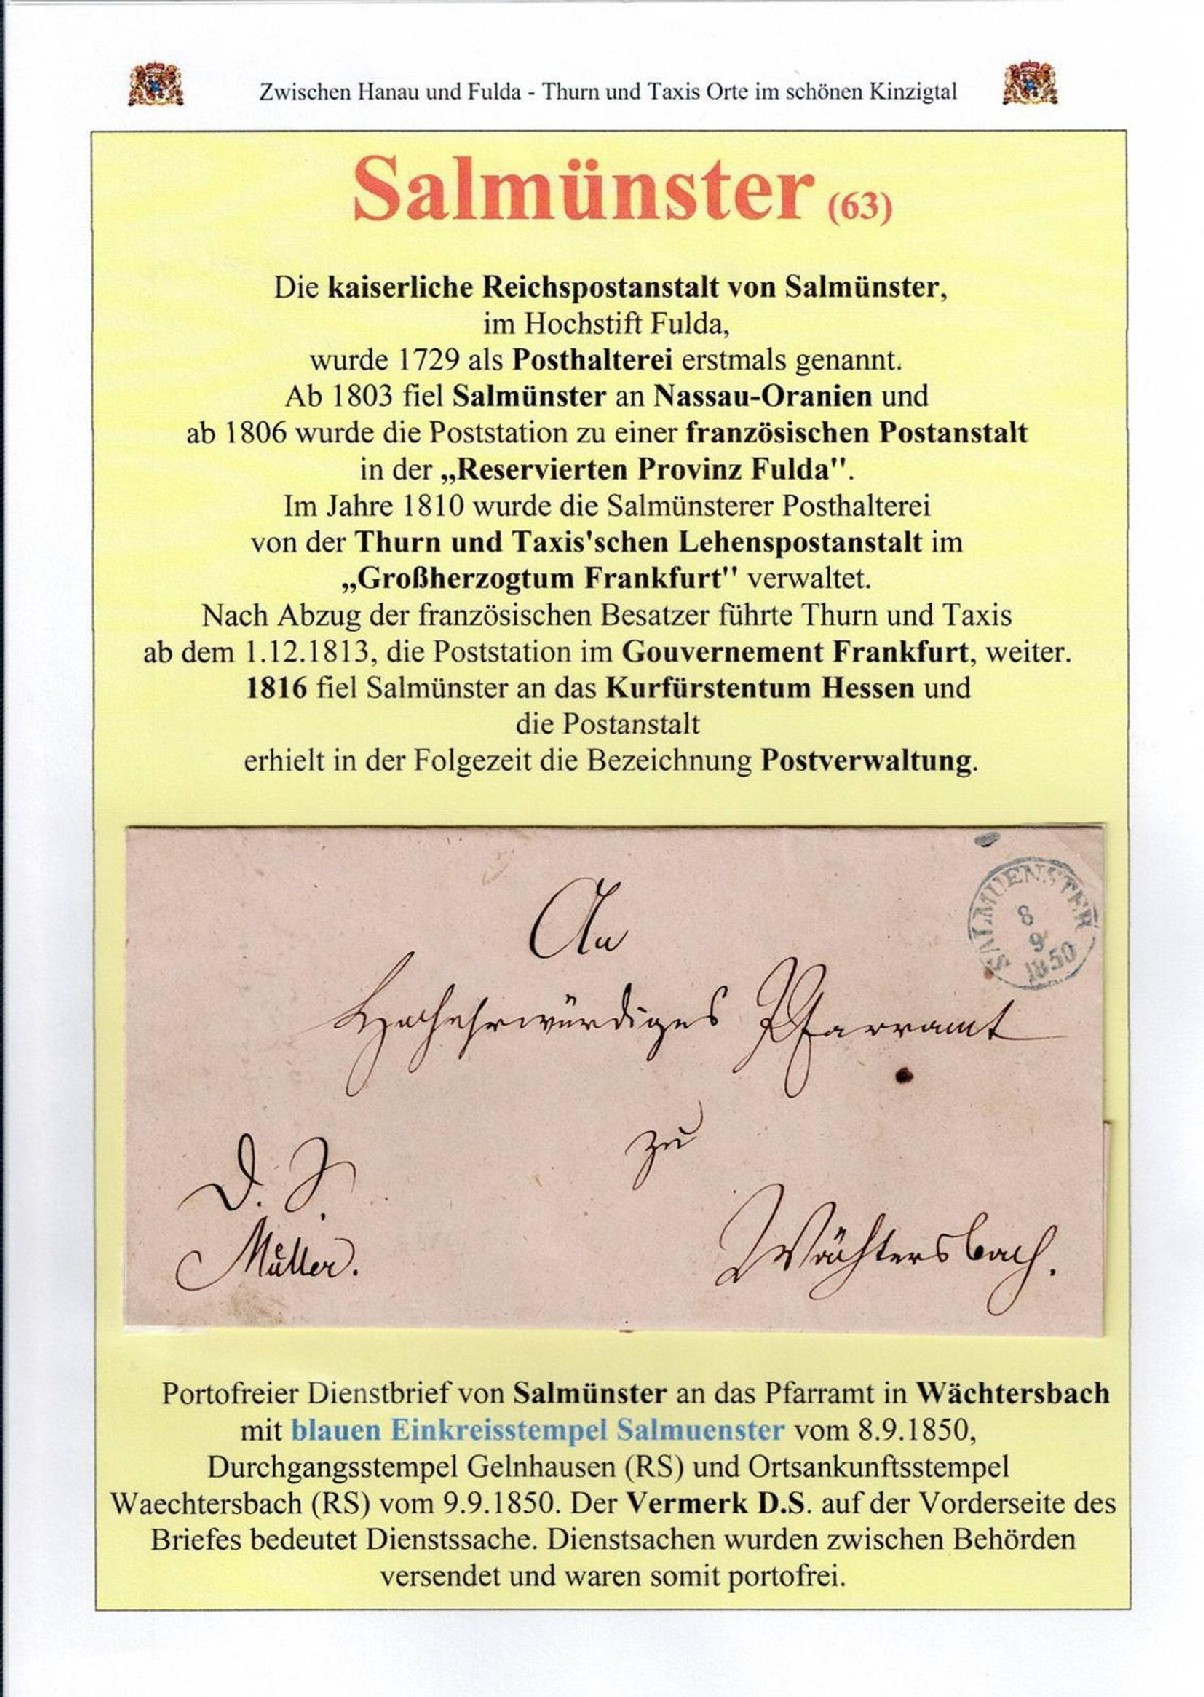 Zwischen Hanau und Fulda - Thurn und Taxis Orte im schönen Kinzigtal
Salmünster (63)
Die kaiserliche Reichspostanstalt von Salmünster,
im Hochstift Fulda,
wurde 1729 als Posthalterei erstmals genannt.
Ab 1803 fiel Salmünster an Nassau-Oranien und
ab 1806 wurde die Poststation zu einer französischen Postanstalt
in der „Reservierten Provinz Fulda".
Im Jahre 1810 wurde die Salmünsterer Posthalterei
von der Thurn und Taxis'schen Lehenspostanstalt im
„Großherzogtum Frankfurt" verwaltet.
Nach Abzug der französischen Besatzer führte Thurn und Taxis
ab dem 1.12.1813, die Poststation im Gouvernement Frankfurt, weiter.
1816 fiel Salmünster an das Kurfürstentum Hessen und
die Postanstalt
erhielt in der Folgezeit die Bezeichnung Postverwaltung.
SALMUENSTER
8
9
1850
An
Hochehrwürdiges Pfarramt
zu
D. S.
Müller.
Wächtersbach.
Portofreier Dienstbrief von Salmünster an das Pfarramt in Wächtersbach
mit blauen Einkreisstempel Salmuenster vom 8.9.1850,
Durchgangsstempel Gelnhausen (RS) und Ortsankunftsstempel
Waechtersbach (RS) vom 9.9.1850. Der Vermerk D.S. auf der Vorderseite des
Briefes bedeutet Dienstssache. Dienstsachen wurden zwischen Behörden
versendet und waren somit portofrei.